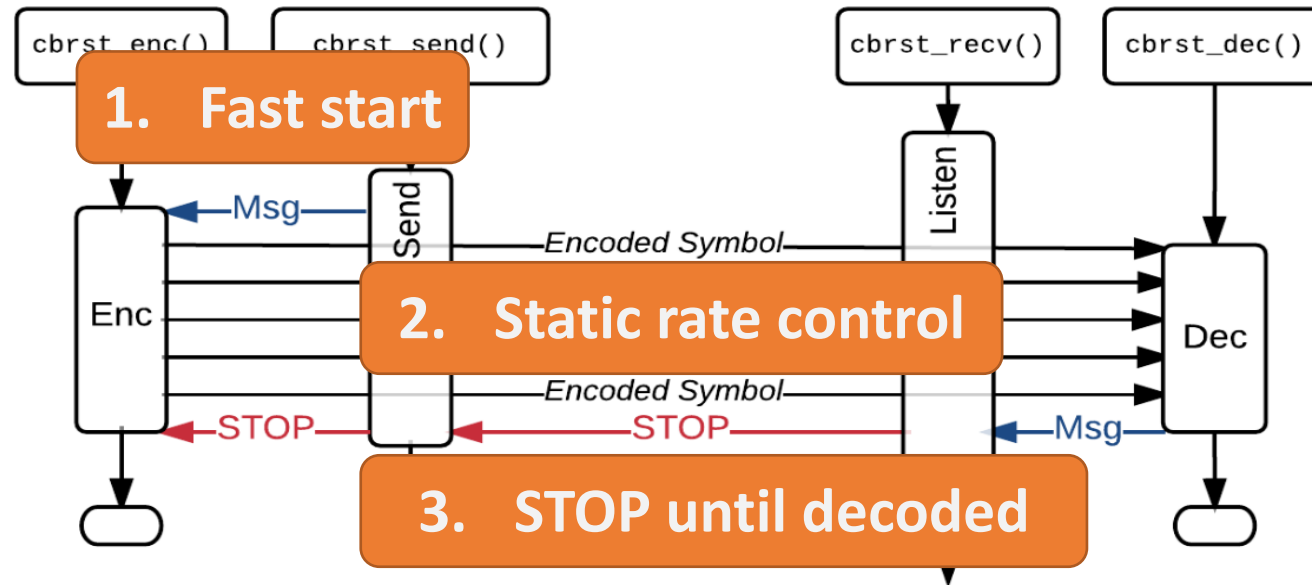 cbrst_enc()
cbrst_send()
cbrst_recv()
cbrst_dec()
1. Fast start
Msg
Send
Listen
Encoded Symbol
Enc
2. Static rate control
Dec
Encoded Symbol
STOP
STOP
Msg
3. STOP until decoded